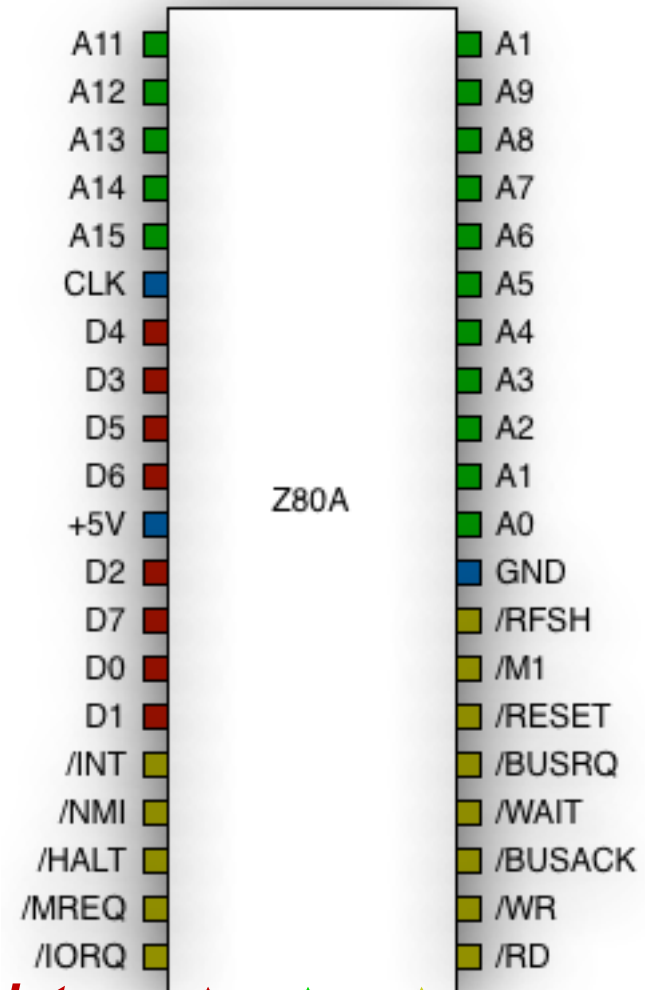 A11 A1
A12 A9
A13 A8
A14 A7
A15 A6
CLK A5
D4 A4
D3 A3
D5 A2
D6 A1
Z80A
+5V A0
D2 GND
D7 /RFSH
D0 /M1
D1 /RESET
/INT /BUSRQ
/NMI /WAIT
/HALT /BUSACK
/MREQ /WR
/IORQ /RD